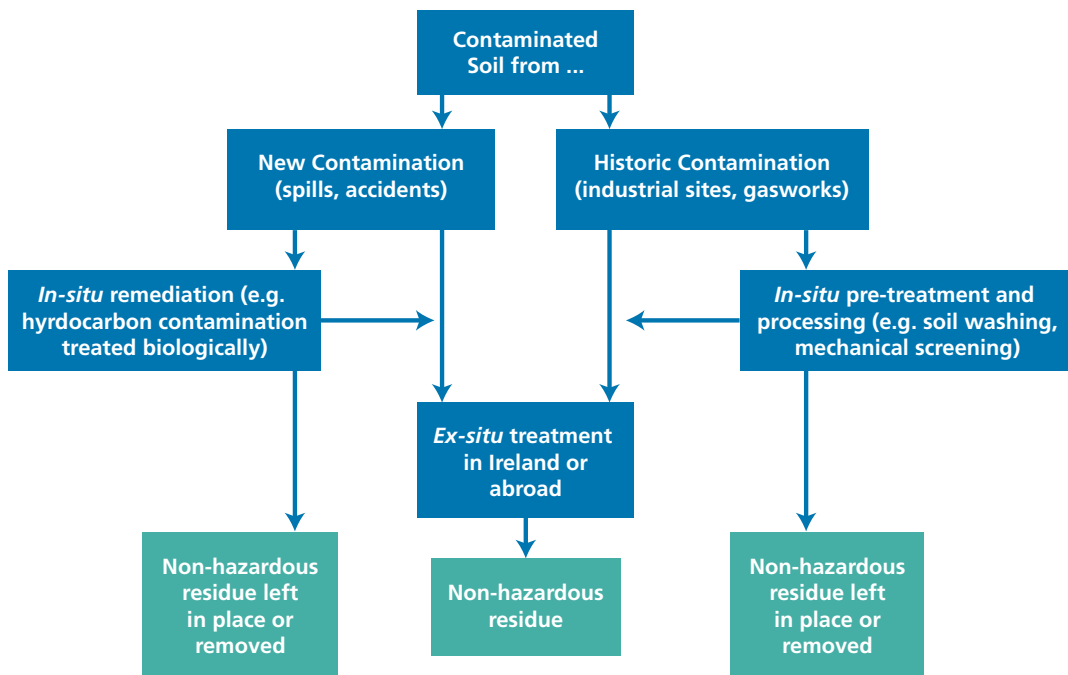 Contaminated
Soil from ...
New Contamination
(spills, accidents)
Historic Contamination
(industrial sites, gasworks)
In-situ remediation (e.g.
hyrdocarbon contamination
treated biologically)
In-situ pre-treatment and
processing (e.g. soil washing,
mechanical screening)
Ex-situ treatment
in Ireland or
abroad
Non-hazardous
residue left
in place or
removed
Non-hazardous
residue
Non-hazardous
residue left
in place or
removed